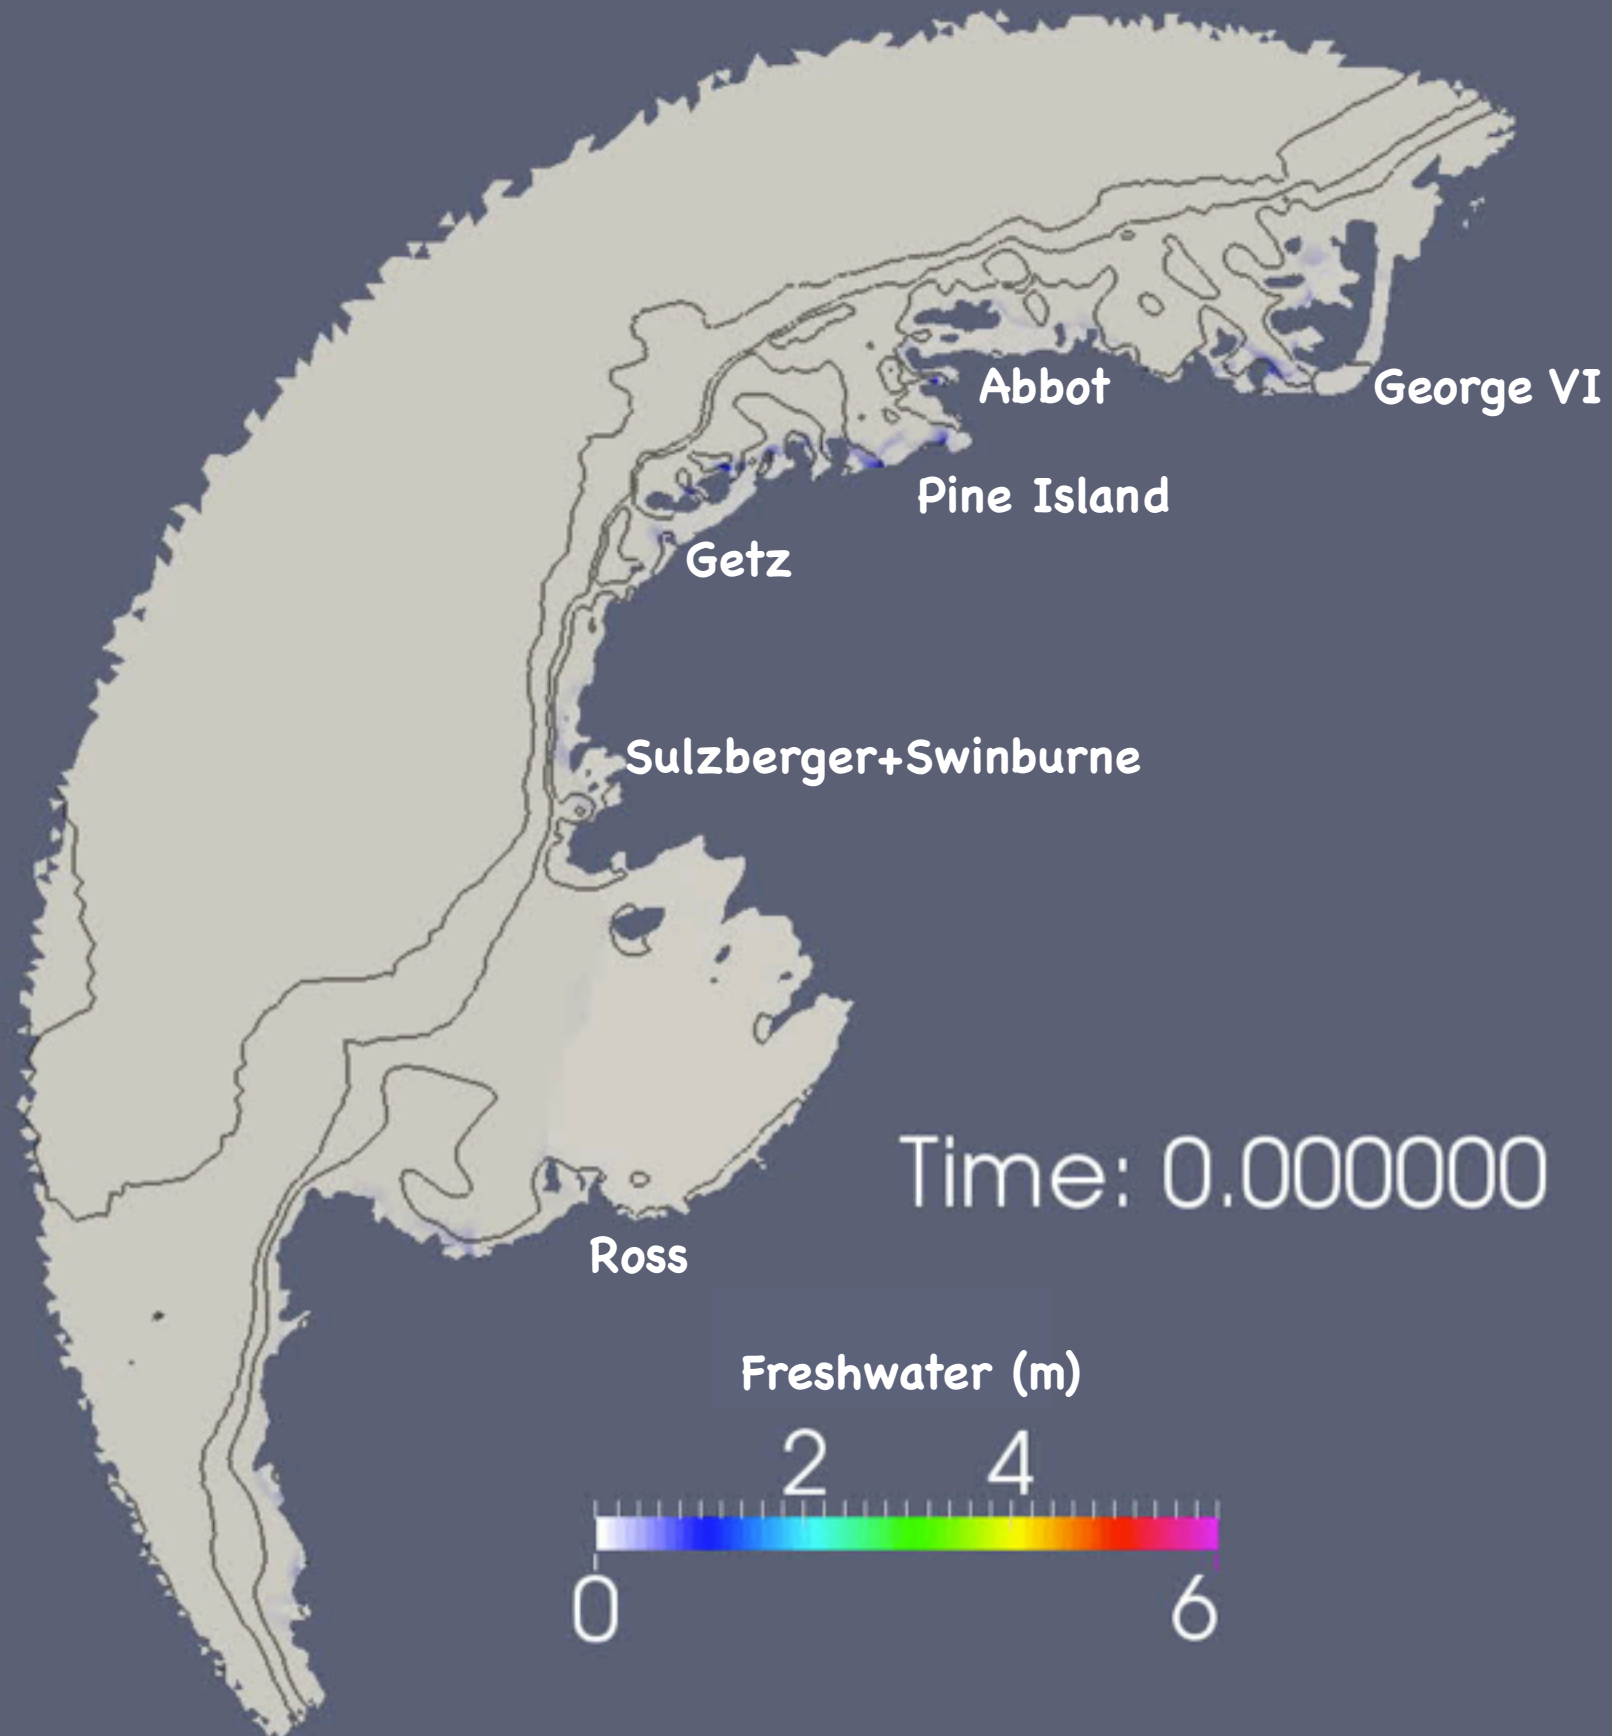 Abbot
George VI
Pine Island
Getz
Sulzberger+Swinburne
Time: 0.000000
Ross
Freshwater (m)
2 4
0 6